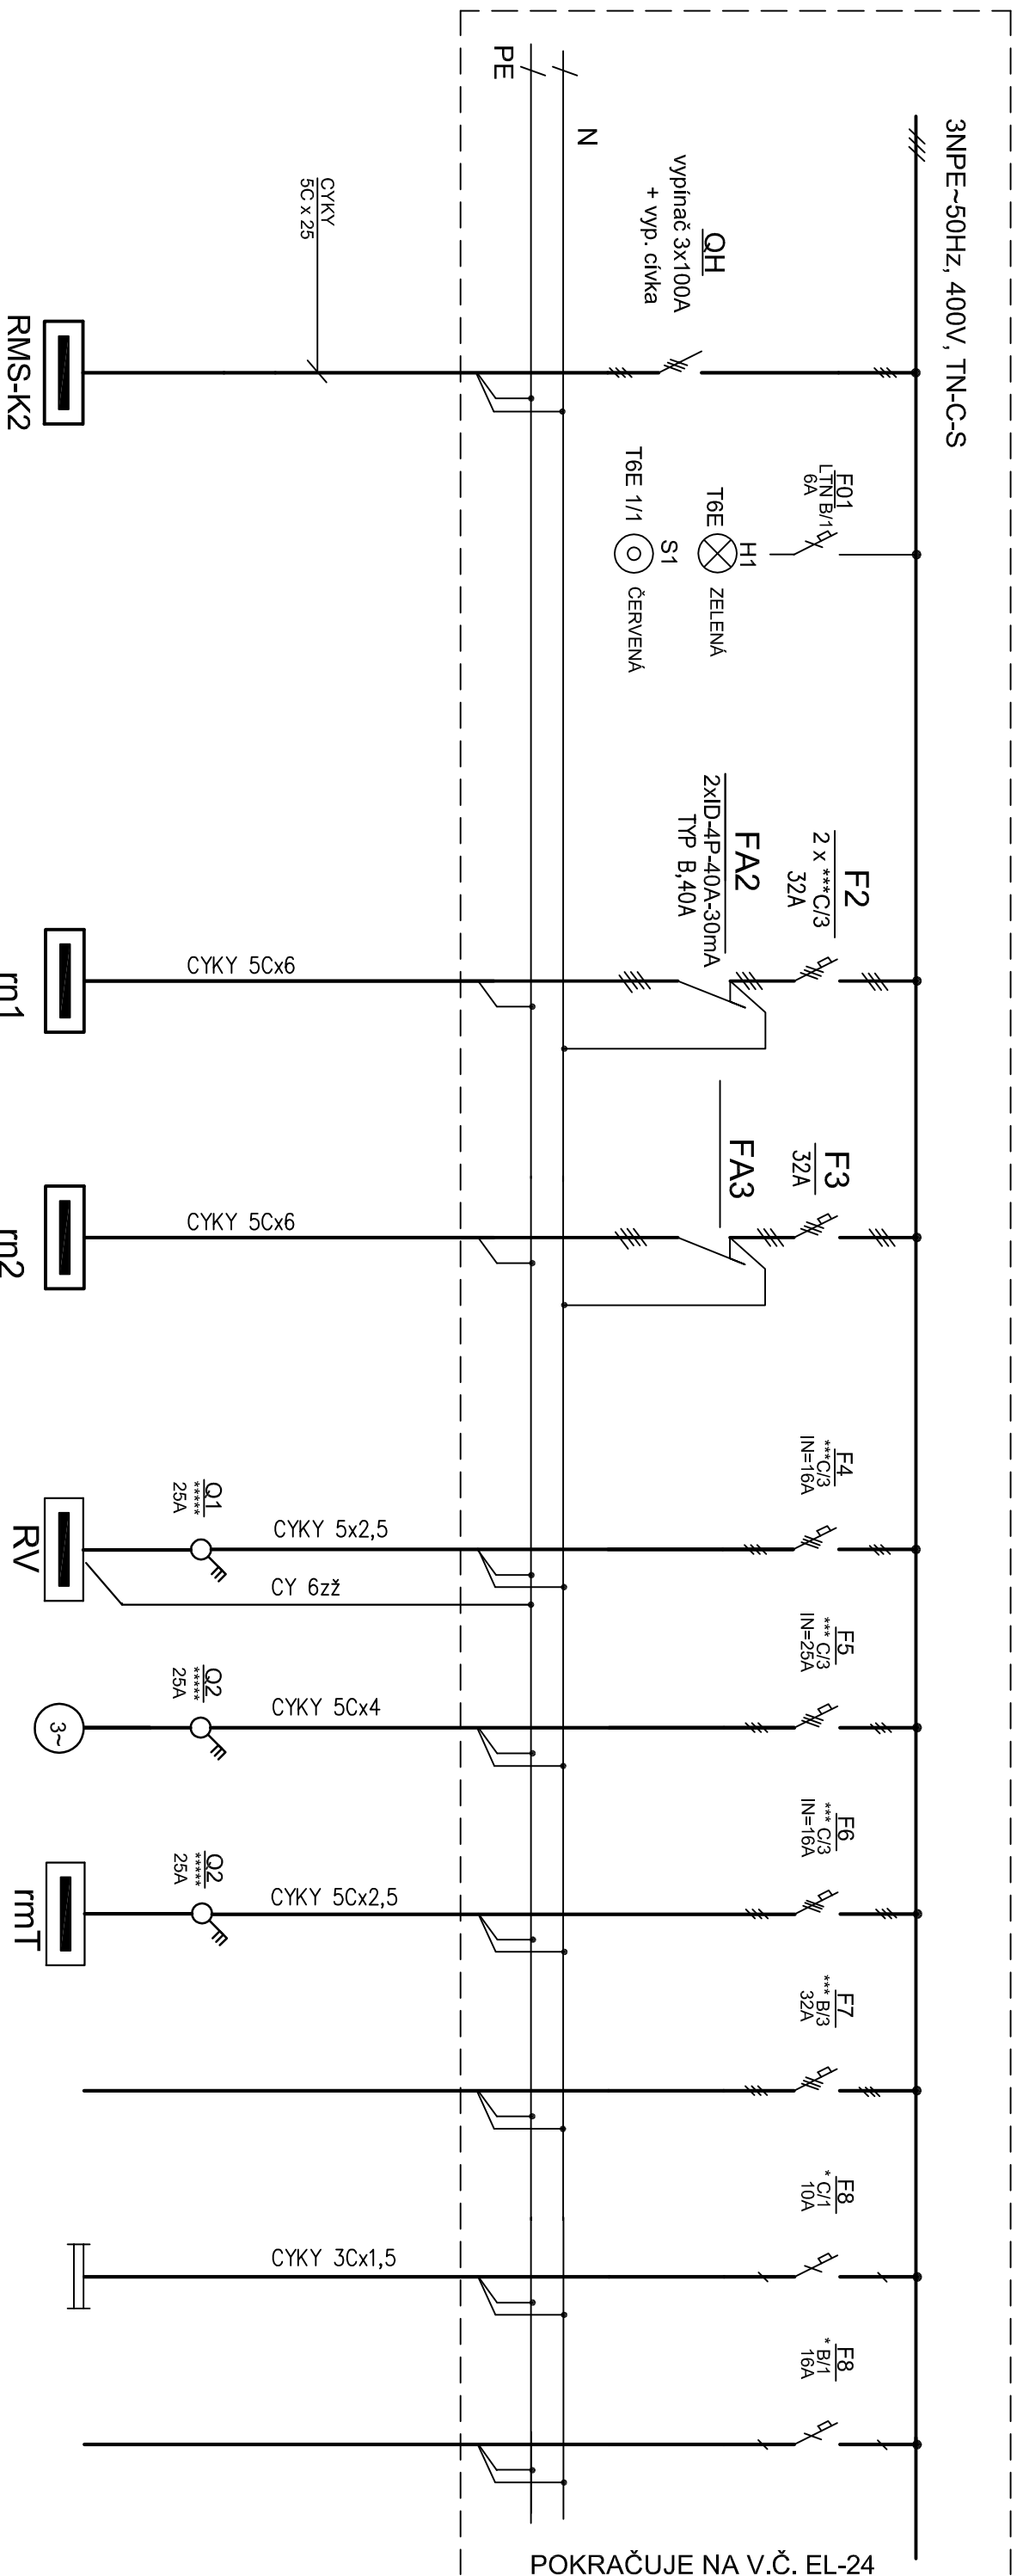 3NPE~50Hz, 400V, TN-C-S
PE
N
QH
vypínač 3x100A
+ vyp. cívka
CYKY
5C x 25
RMS-K2
F01
LTN B/1
6A
H1
T6E
ZELENÁ
S1
T6E 1/1
ČERVENÁ
F2
2 x ***C/3
32A
FA2
2xID-4P-40A-30mA
TYP B,40A
CYKY 5Cx6
rn1
F3
32A
FA3
CYKY 5Cx6
rn2
F4
***C/3
IN=16A
Q1
*****
25A
CYKY 5x2,5
CY 6zž
RV
F5
*** C/3
IN=25A
Q2
*****
25A
CYKY 5Cx4
3~
F6
*** C/3
IN=16A
Q2
*****
25A
CYKY 5Cx2,5
rmT
F7
*** B/3
32A
F8
* C/1
10A
CYKY 3Cx1,5
F8
* B/1
16A
POKRAČUJE NA V.Č. EL-24